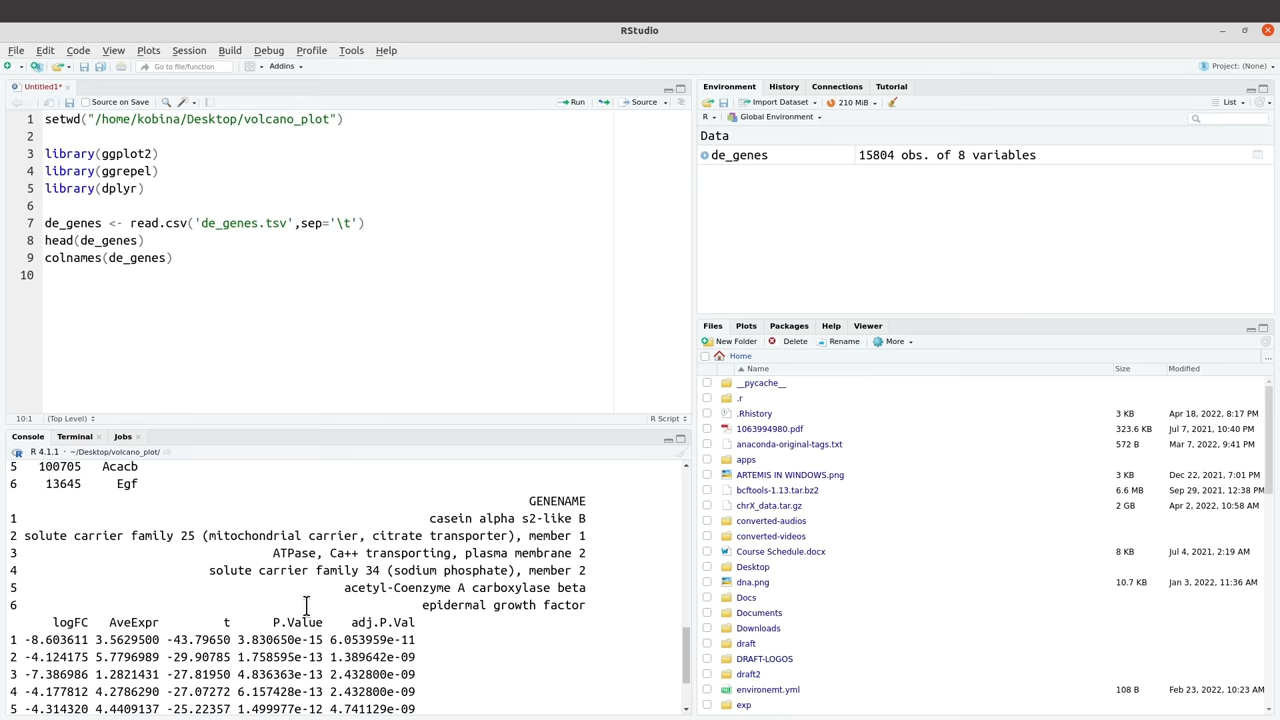 RStudio
File Edit Code View Plots Session Build Debug Profile Tools Help
Go to file/function Addins Project: (None)
Untitled1*
Source on Save Run Source
1 setwd("/home/kobina/Desktop/volcano_plot")
2
3 library(ggplot2)
4 library(ggrepel)
5 library(dplyr)
6
7 de_genes <- read.csv('de_genes.tsv',sep='\t')
8 head(de_genes)
9 colnames(de_genes)
10
10:1 (Top Level) R Script
Console Terminal Jobs
R 4.1.1 · ~/Desktop/volcano_plot/
5 100705 Acacb
6 13645 Egf
GENENAME
1 casein alpha s2-like B
2 solute carrier family 25 (mitochondrial carrier, citrate transporter), member 1
3 ATPase, Ca++ transporting, plasma membrane 2
4 solute carrier family 34 (sodium phosphate), member 2
5 acetyl-Coenzyme A carboxylase beta
6 epidermal growth factor
logFC AveExpr t P.Value adj.P.Val
1 -8.603611 3.5629500 -43.79650 3.830650e-15 6.053959e-11
2 -4.124175 5.7796989 -29.90785 1.758595e-13 1.389642e-09
3 -7.386986 1.2821431 -27.81950 4.836363e-13 2.432800e-09
4 -4.177812 4.2786290 -27.07272 6.157428e-13 2.432800e-09
5 -4.314320 4.4409137 -25.22357 1.499977e-12 4.741129e-09
Environment History Connections Tutorial
Import Dataset 210 MiB List
R Global Environment
Data
de_genes 15804 obs. of 8 variables
Files Plots Packages Help Viewer
New Folder Delete Rename More
Home ...
Name Size Modified
__pycache__
.r
.Rhistory 3 KB Apr 18, 2022, 8:17 PM
1063994980.pdf 323.6 KB Jul 7, 2021, 10:40 PM
anaconda-original-tags.txt 572 B Mar 7, 2022, 9:41 PM
apps
ARTEMIS IN WINDOWS.png 3 KB Dec 22, 2021, 7:01 PM
bcftools-1.13.tar.bz2 6.6 MB Sep 29, 2021, 12:38 PM
chrX_data.tar.gz 2 GB Apr 2, 2022, 10:58 AM
converted-audios
converted-videos
Course Schedule.docx 8 KB Jul 4, 2021, 2:19 AM
Desktop
dna.png 10.7 KB Jan 3, 2022, 11:36 AM
Docs
Documents
Downloads
draft
DRAFT-LOGOS
draft2
environemt.yml 108 B Feb 23, 2022, 10:23 AM
exp